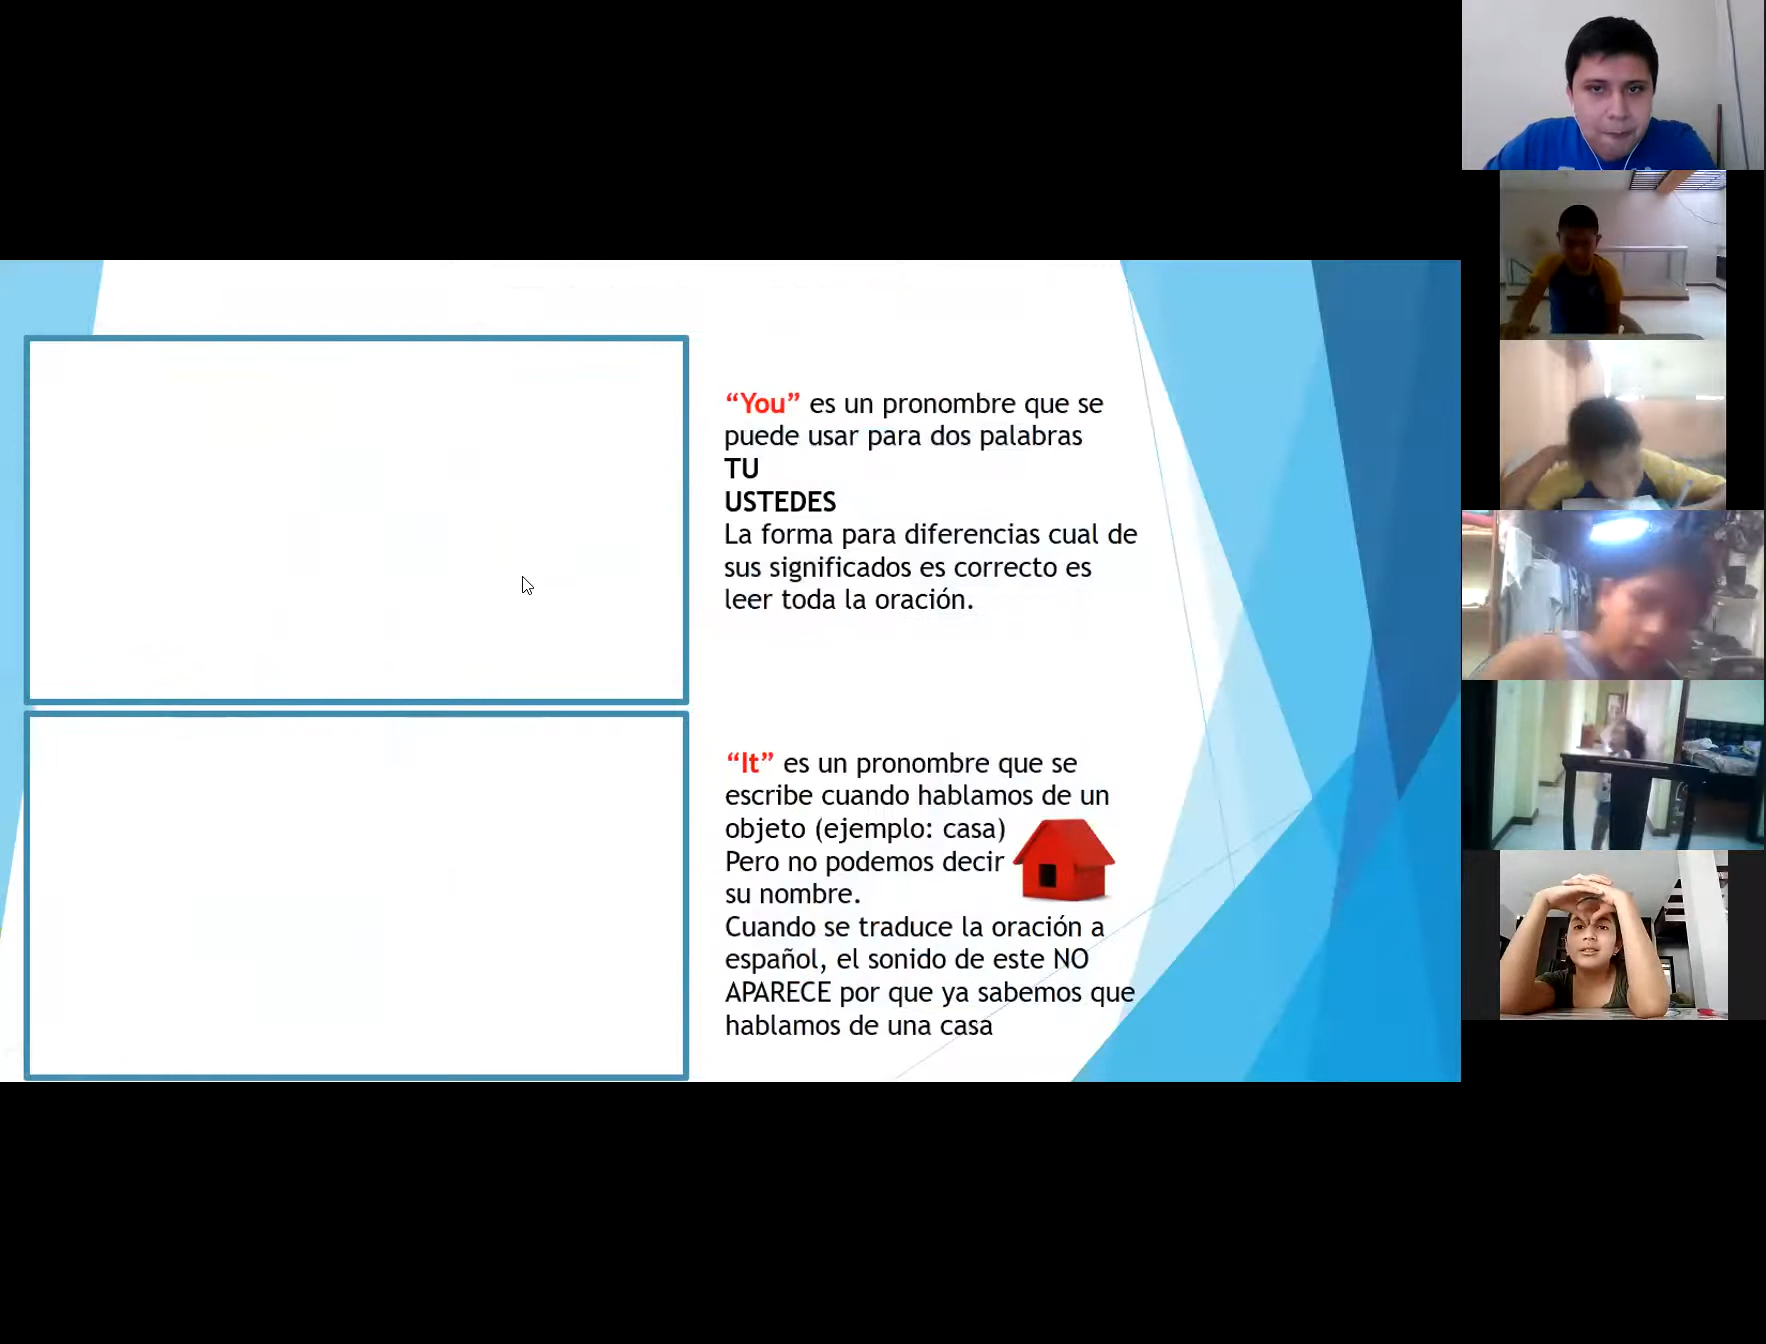 “You” es un pronombre que se
puede usar para dos palabras
TU
USTEDES
La forma para diferencias cual de
sus significados es correcto es
leer toda la oración.
“It” es un pronombre que se
escribe cuando hablamos de un
objeto (ejemplo: casa)
Pero no podemos decir
su nombre.
Cuando se traduce la oración a
español, el sonido de este NO
APARECE por que ya sabemos que
hablamos de una casa